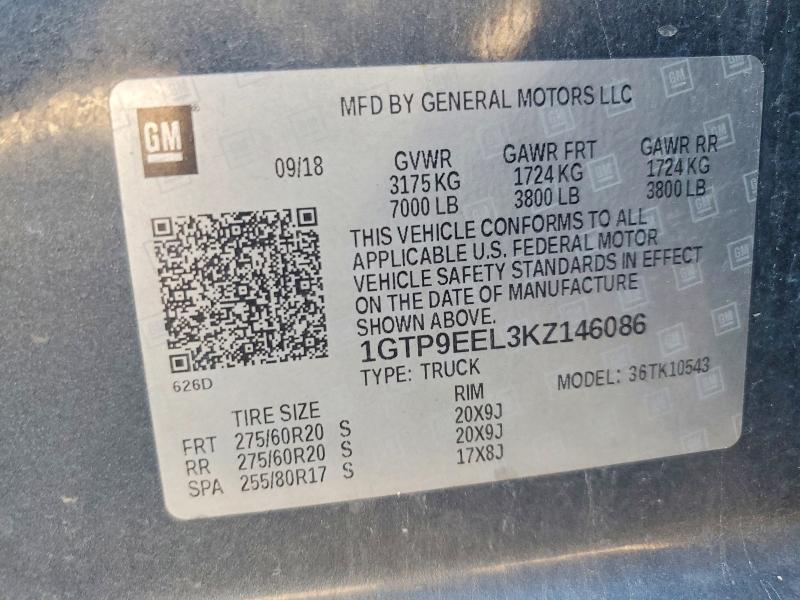 MFD BY GENERAL MOTORS LLC
GM
09/18
GVWR GAWR FRT GAWR RR
3175 KG 1724 KG 1724 KG
7000 LB 3800 LB 3800 LB
THIS VEHICLE CONFORMS TO ALL
APPLICABLE U.S. FEDERAL MOTOR
VEHICLE SAFETY STANDARDS IN EFFECT
ON THE DATE OF MANUFACTURE
SHOWN ABOVE.
1GTP9EEL3KZ146086
626D
TYPE: TRUCK MODEL: 36TK10543
TIRE SIZE RIM
FRT 275/60R20 S 20X9J
RR 275/60R20 S 20X9J
SPA 255/80R17 S 17X8J